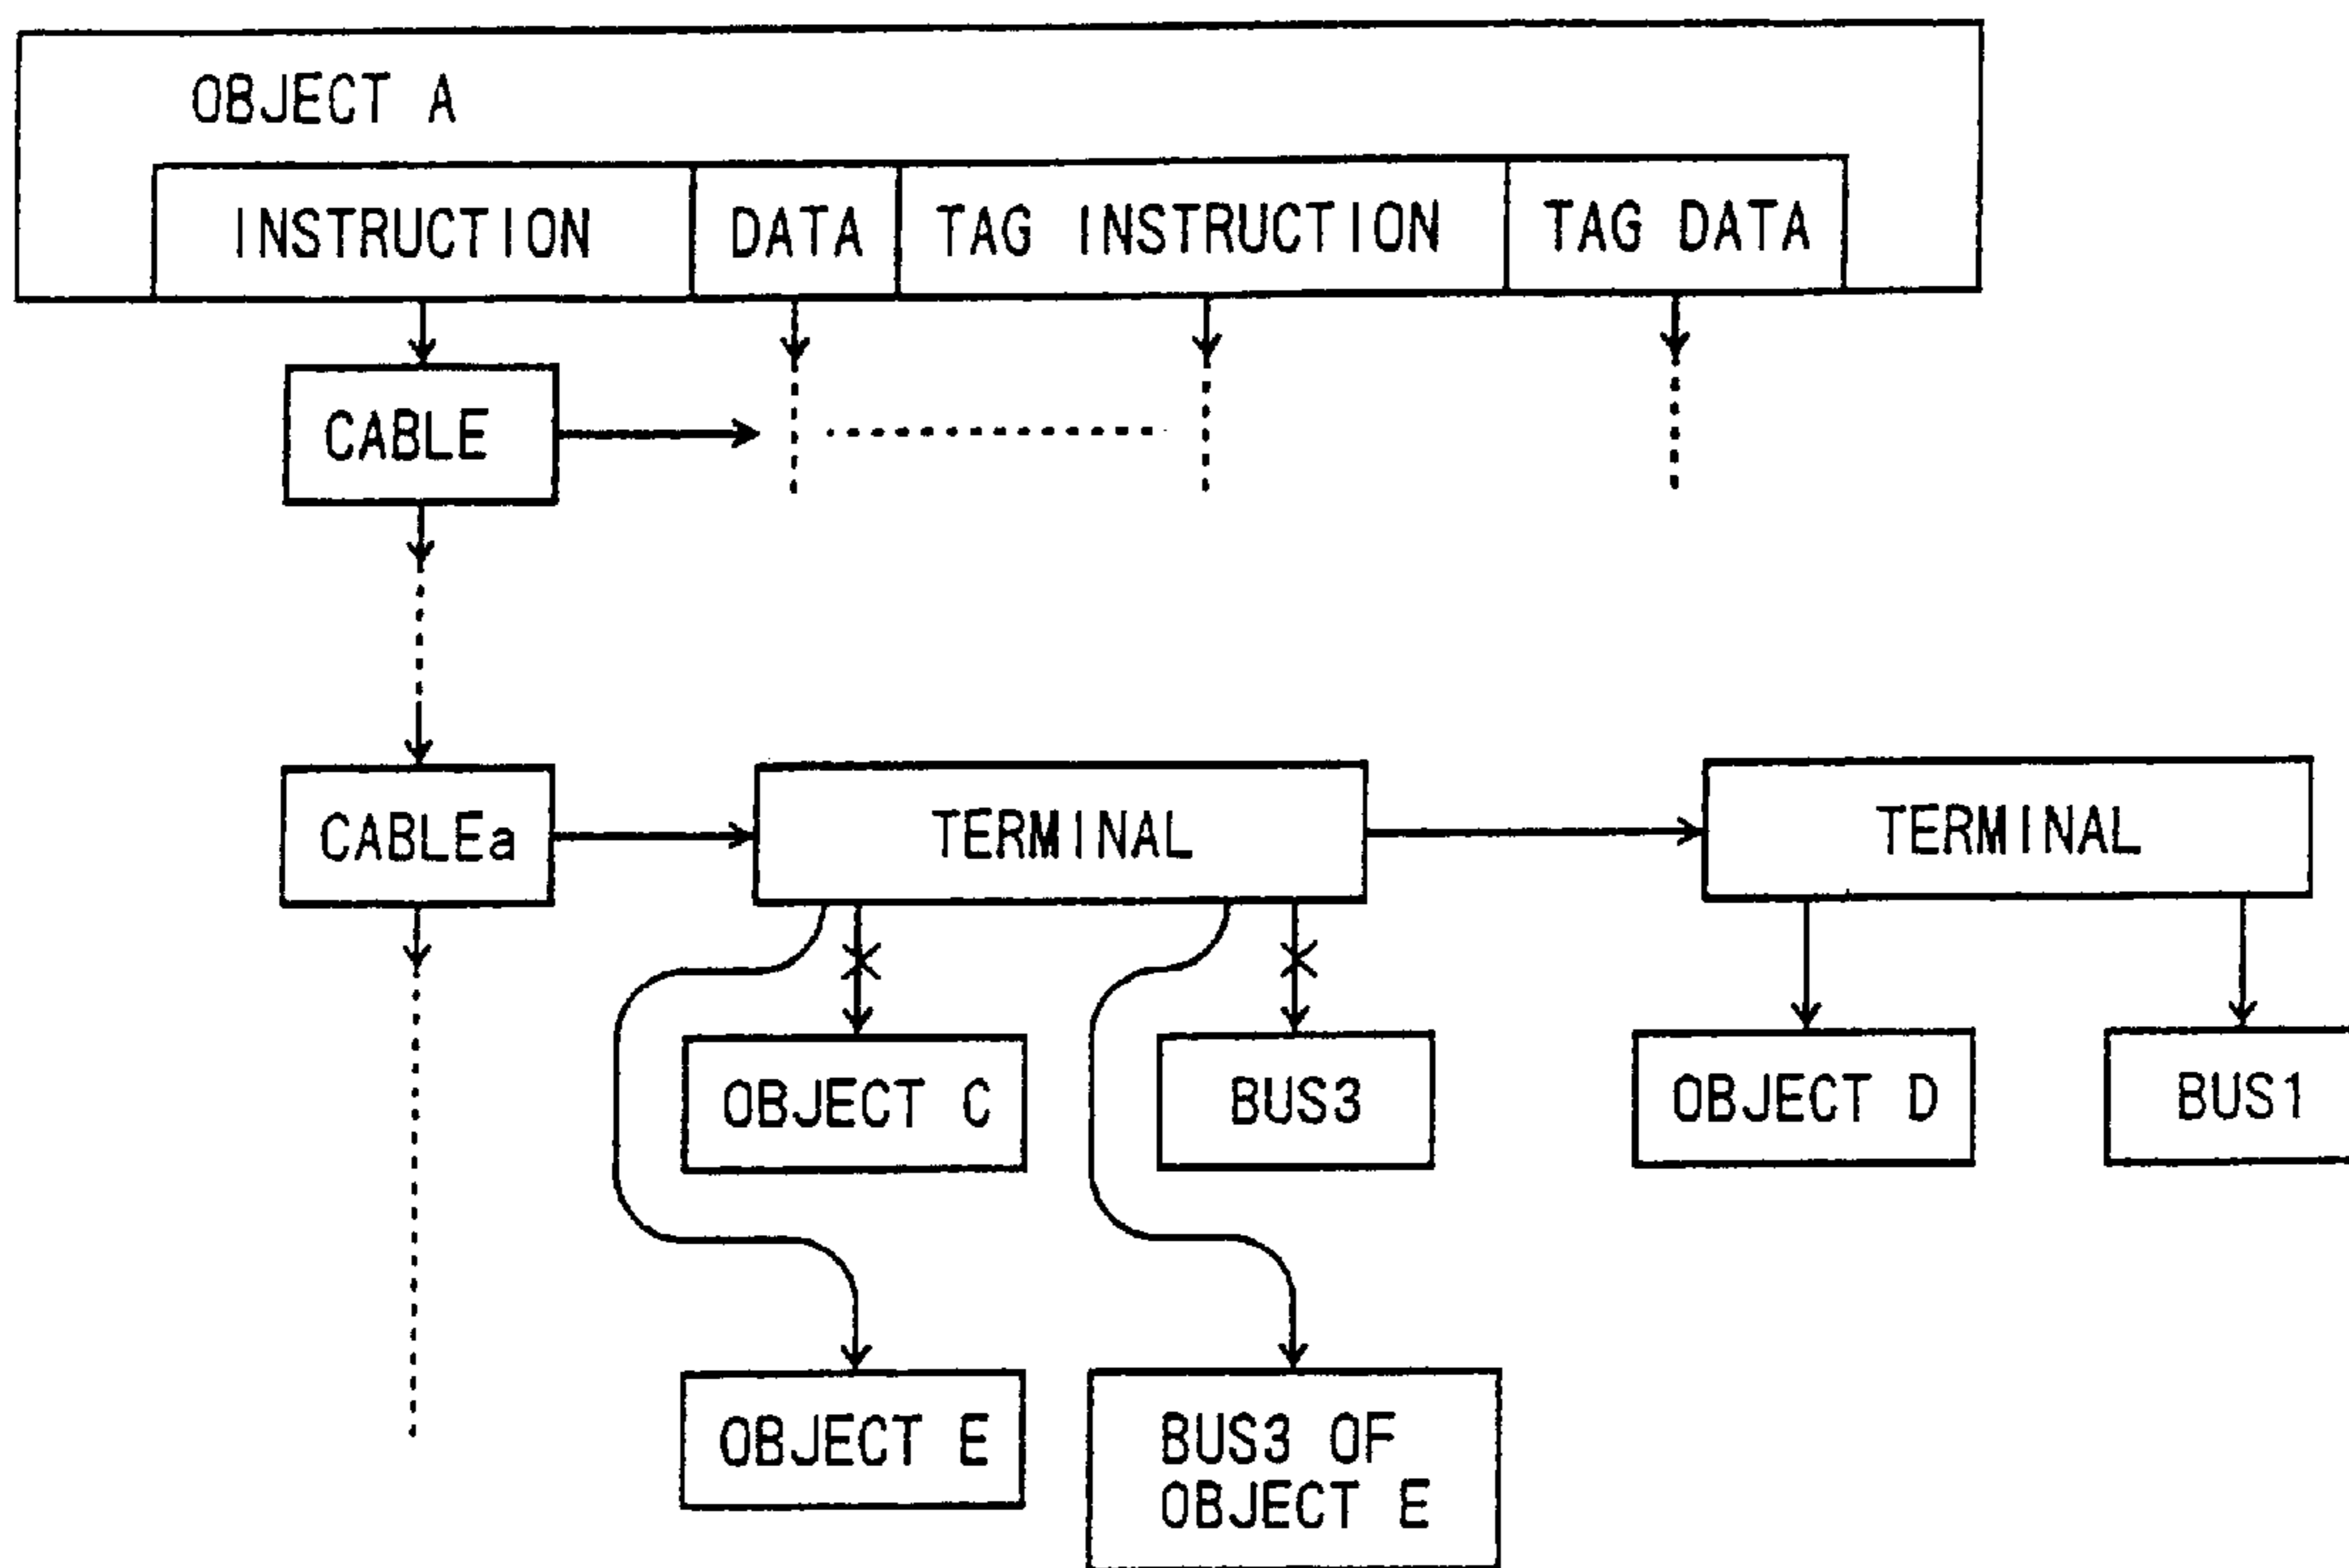 OBJECT A
INSTRUCTION
DATA
TAG INSTRUCTION
TAG DATA
CABLE
CABLEa
TERMINAL
TERMINAL
OBJECT C
BUS3
OBJECT D
BUS1
OBJECT E
BUS3 OF
OBJECT E